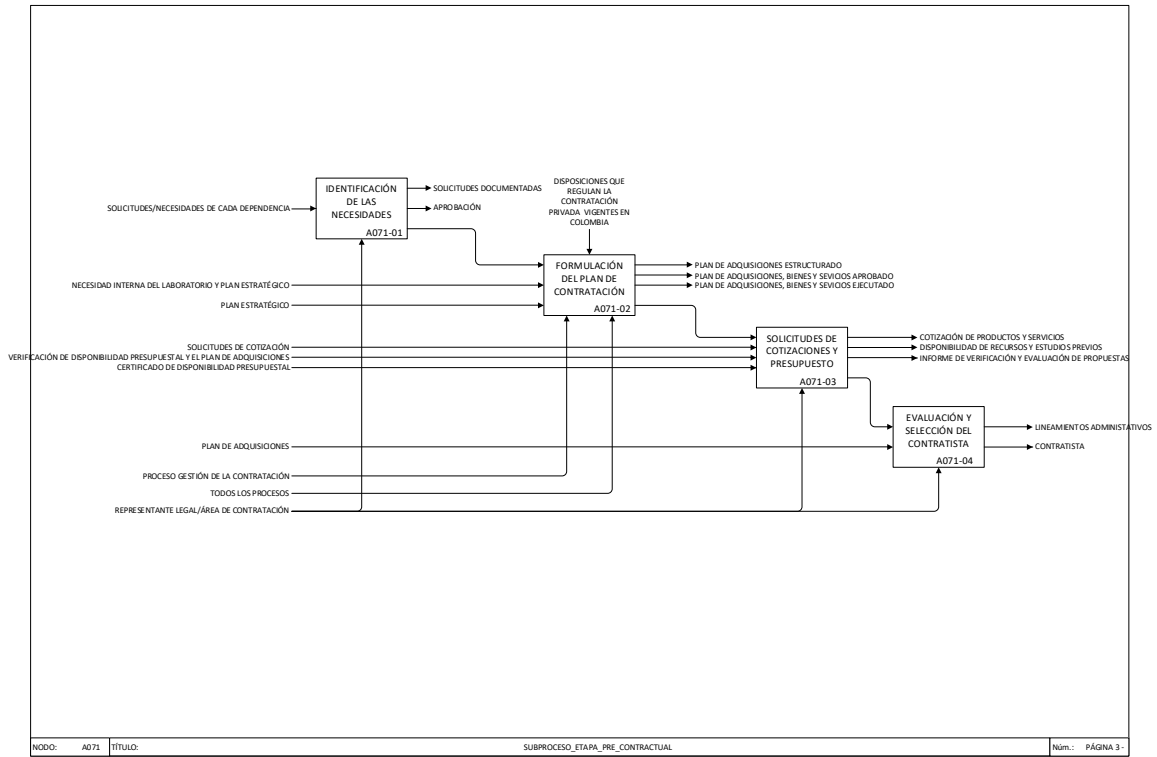 IDENTIFICACIÓN
DE LAS
NECESIDADES
A071-01
SOLICITUDES/NECESIDADES DE CADA DEPENDENCIA
SOLICITUDES DOCUMENTADAS
APROBACIÓN
DISPOSICIONES QUE
REGULAN LA
CONTRATACIÓN
PRIVADA VIGENTES EN
COLOMBIA
FORMULACIÓN
DEL PLAN DE
CONTRATACIÓN
A071-02
NECESIDAD INTERNA DEL LABORATORIO Y PLAN ESTRATÉGICO
PLAN ESTRATÉGICO
PLAN DE ADQUISICIONES ESTRUCTURADO
PLAN DE ADQUISICIONES, BIENES Y SEVICIOS APROBADO
PLAN DE ADQUISICIONES, BIENES Y SEVICIOS EJECUTADO
SOLICITUDES DE
COTIZACIONES Y
PRESUPUESTO
A071-03
SOLICITUDES DE COTIZACIÓN
VERIFICACIÓN DE DISPONIBILIDAD PRESUPUESTAL Y EL PLAN DE ADQUISICIONES
CERTIFICADO DE DISPONIBILIDAD PRESUPUESTAL
COTIZACIÓN DE PRODUCTOS Y SERVICIOS
DISPONIBILIDAD DE RECURSOS Y ESTUDIOS PREVIOS
INFORME DE VERIFICACIÓN Y EVALUACIÓN DE PROPUESTAS
EVALUACIÓN Y
SELECCIÓN DEL
CONTRATISTA
A071-04
PLAN DE ADQUISICIONES
LINEAMIENTOS ADMINISTATIVOS
CONTRATISTA
PROCESO GESTIÓN DE LA CONTRATACIÓN
TODOS LOS PROCESOS
REPRESENTANTE LEGAL/ÁREA DE CONTRATACIÓN
NODO: A071 TÍTULO: SUBPROCESO_ETAPA_PRE_CONTRACTUAL Núm.: PÁGINA 3 -